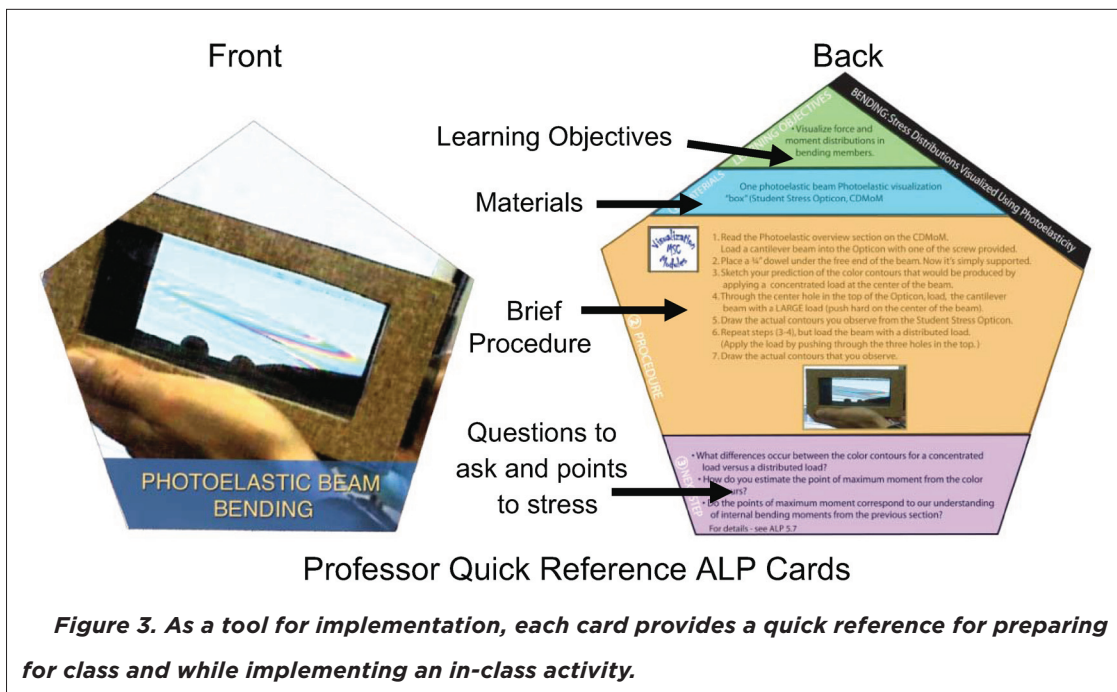 Front
Back
BENDING: Stress Distributions Visualized Using Photoelasticity
LEARNING OBJECTIVES
Learning Objectives
• Visualize force and
moment distributions in
bending members.
MATERIALS
Materials
One photoelastic beam Photoelastic visualization
"box" (Student Stress Opticon, CDMoM
Visualization
MSC
Modules
② PROCEDURE
Brief
Procedure
1. Read the Photoelastic overview section on the CDMoM.
Load a cantilever beam into the Opticon with one of the screw provided.
2. Place a ¾" dowel under the free end of the beam. Now it's simply supported.
3. Sketch your prediction of the color contours that would be produced by
applying a concentrated load at the center of the beam.
4. Through the center hole in the top of the Opticon, load, the cantilever
beam with a LARGE load (push hard on the center of the beam).
5. Draw the actual contours you observe from the Student Stress Opticon.
6. Repeat steps (3-4), but load the beam with a distributed load.
(Apply the load by pushing through the three holes in the top.)
7. Draw the actual contours that you observe.
PHOTOELASTIC BEAM
BENDING
Questions to
ask and points
to stress
③ NEXT STEP
• What differences occur between the color contours for a concentrated
load versus a distributed load?
• How do you estimate the point of maximum moment from the color
urs?
• Do the points of maximum moment correspond to our understanding
of internal bending moments from the previous section?
For details - see ALP 5.7
Professor Quick Reference ALP Cards
Figure 3. As a tool for implementation, each card provides a quick reference for preparing
for class and while implementing an in-class activity.